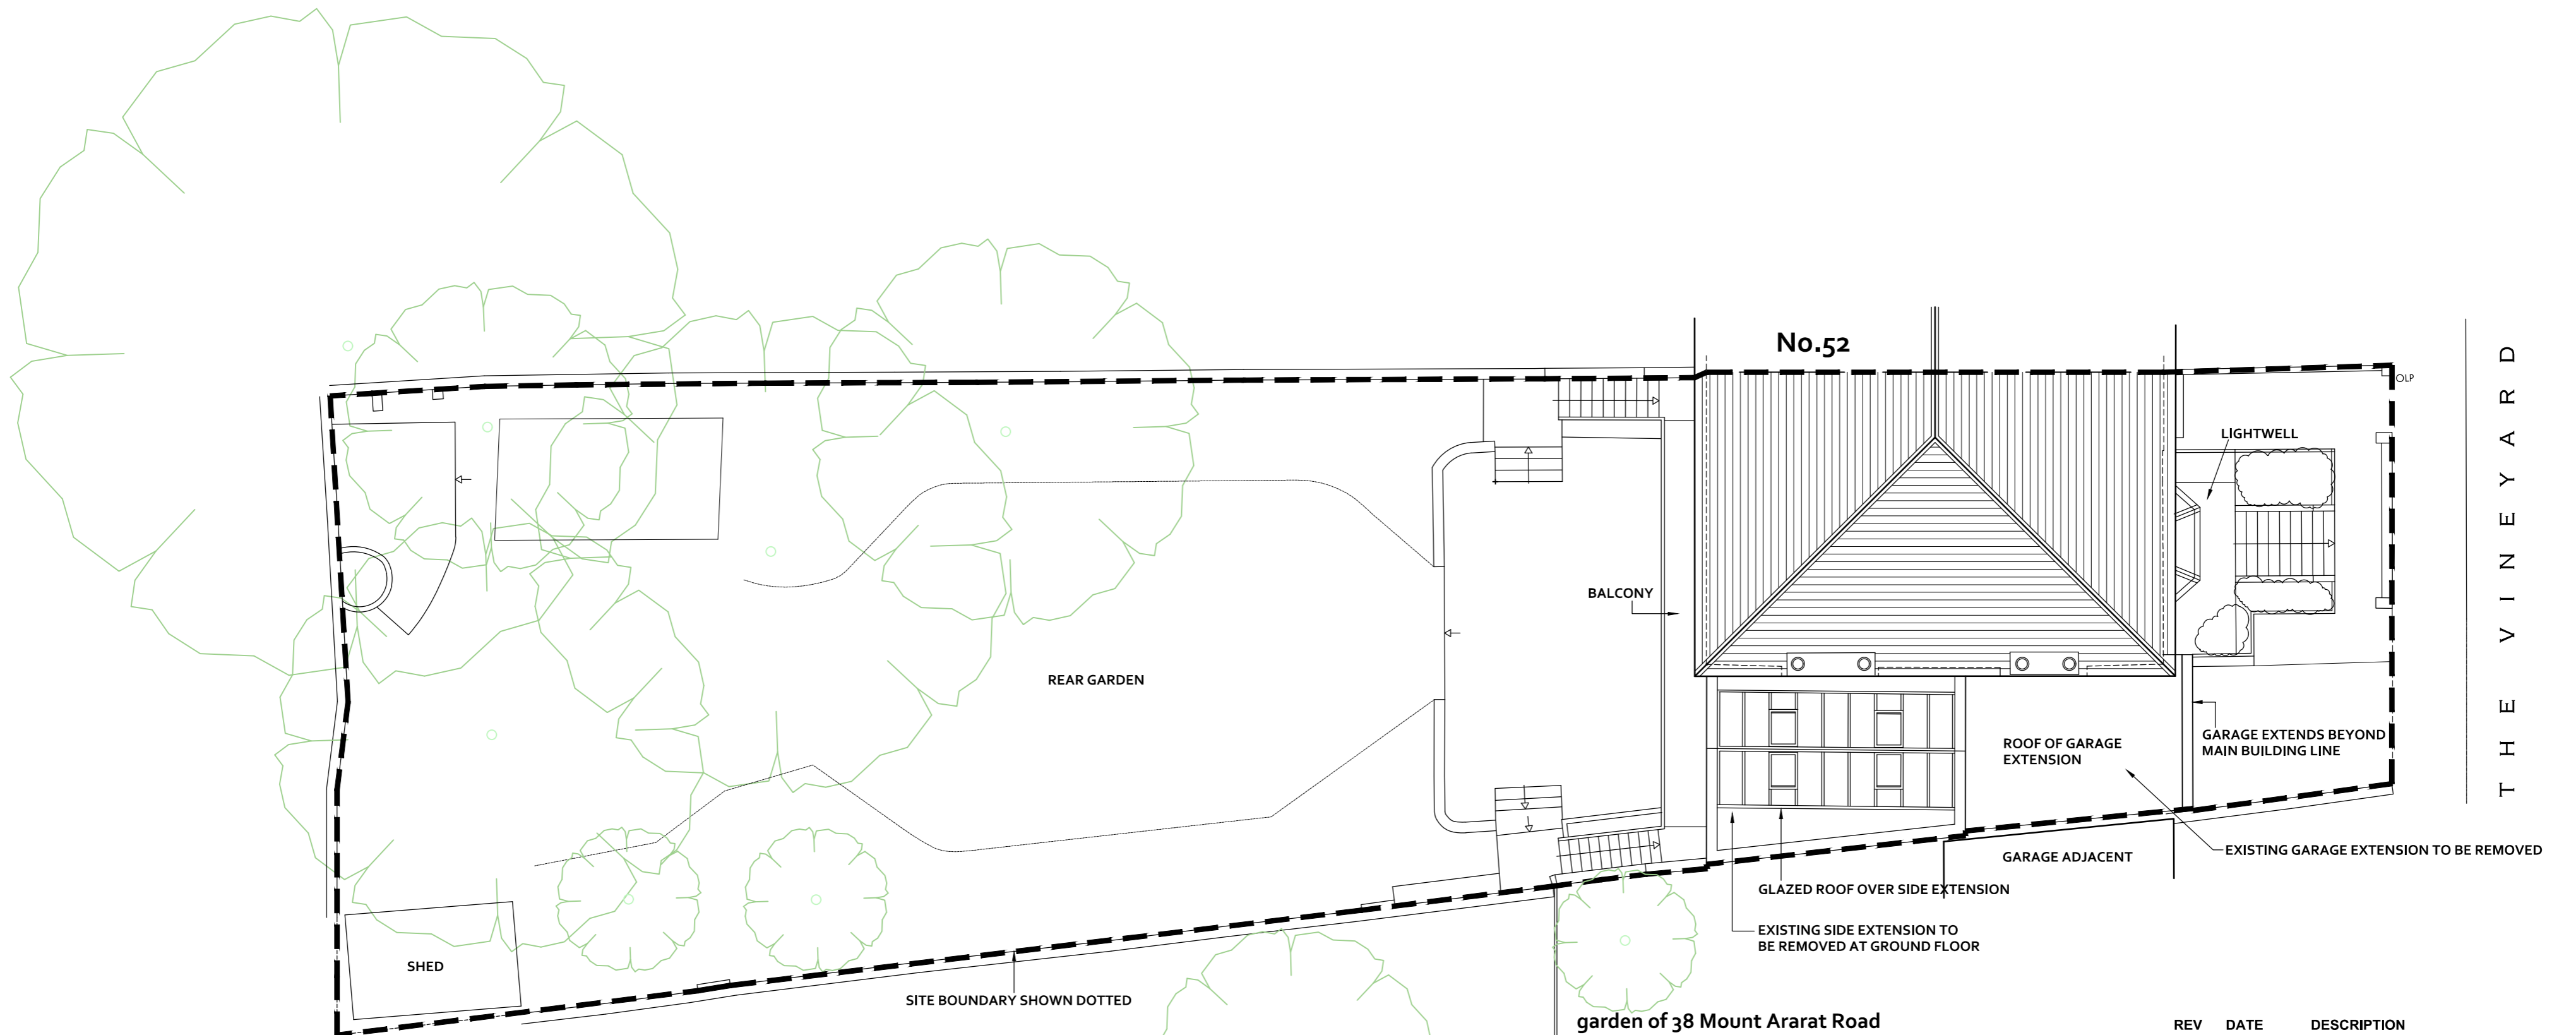 No.52
THE VINEYARD
OLP
LIGHTWELL
BALCONY
REAR GARDEN
GARAGE EXTENDS BEYOND
MAIN BUILDING LINE
ROOF OF GARAGE
EXTENSION
EXISTING GARAGE EXTENSION TO BE REMOVED
GARAGE ADJACENT
GLAZED ROOF OVER SIDE EXTENSION
EXISTING SIDE EXTENSION TO
BE REMOVED AT GROUND FLOOR
SHED
SITE BOUNDARY SHOWN DOTTED
garden of 38 Mount Ararat Road
REV DATE DESCRIPTION